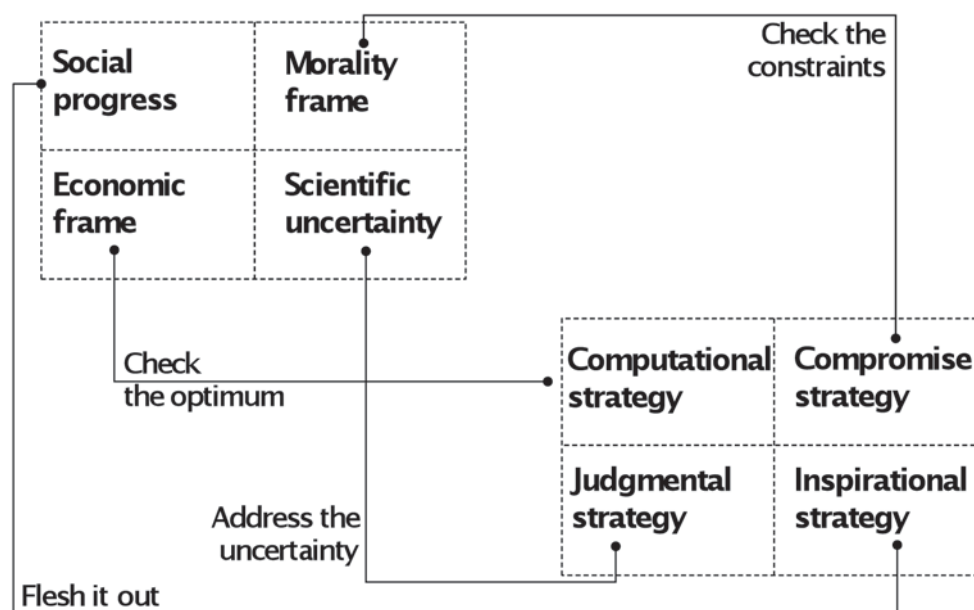 Social
progress
Morality
frame
Check the
constraints
Economic
frame
Scientific
uncertainty
Check
the optimum
Computational
strategy
Compromise
strategy
Judgmental
strategy
Inspirational
strategy
Address the
uncertainty
Flesh it out